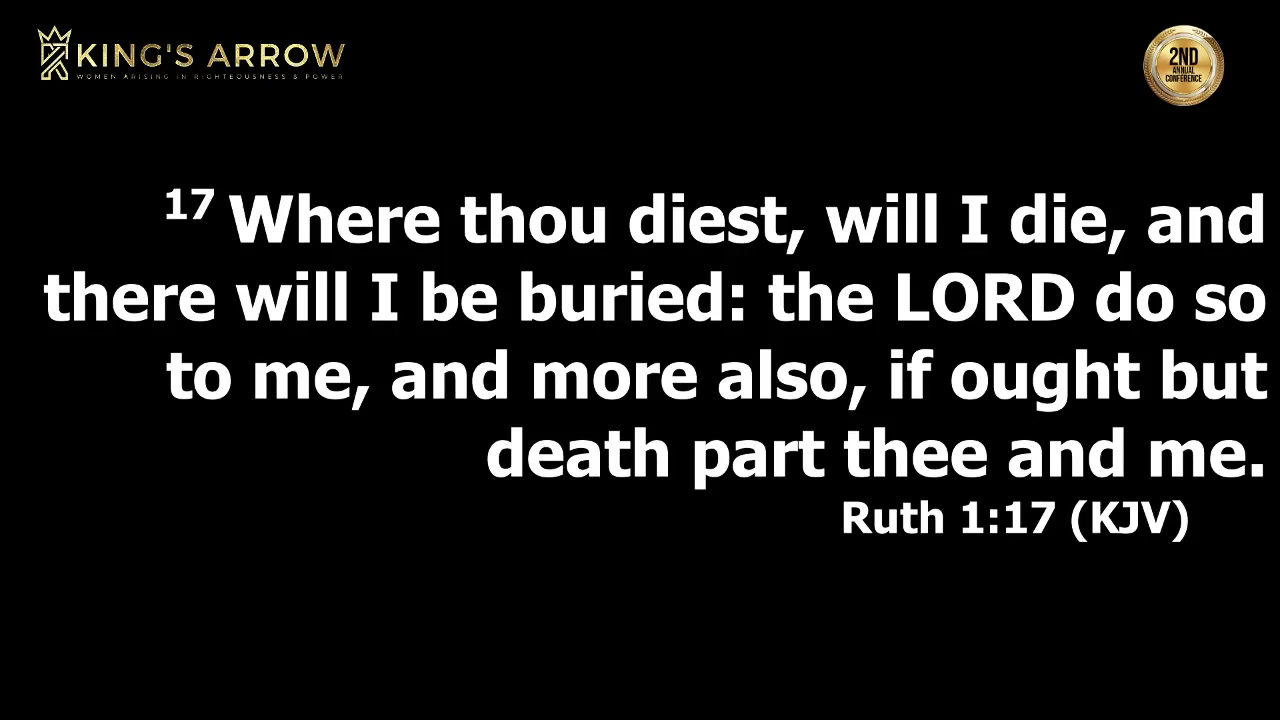 KING'S ARROW
WOMEN ARISING IN RIGHTEOUSNESS & POWER
2ND
ANNUAL
CONFERENCE
17 Where thou diest, will I die, and
there will I be buried: the LORD do so
to me, and more also, if ought but
death part thee and me.
Ruth 1:17 (KJV)